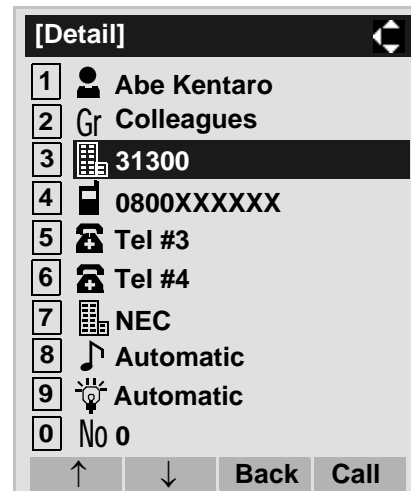 [Detail]
1 Abe Kentaro
2 Gr Colleagues
3 31300
4 0800XXXXXX
5 Tel #3
6 Tel #4
7 NEC
8 Automatic
9 Automatic
0 No 0
↑ ↓ Back Call